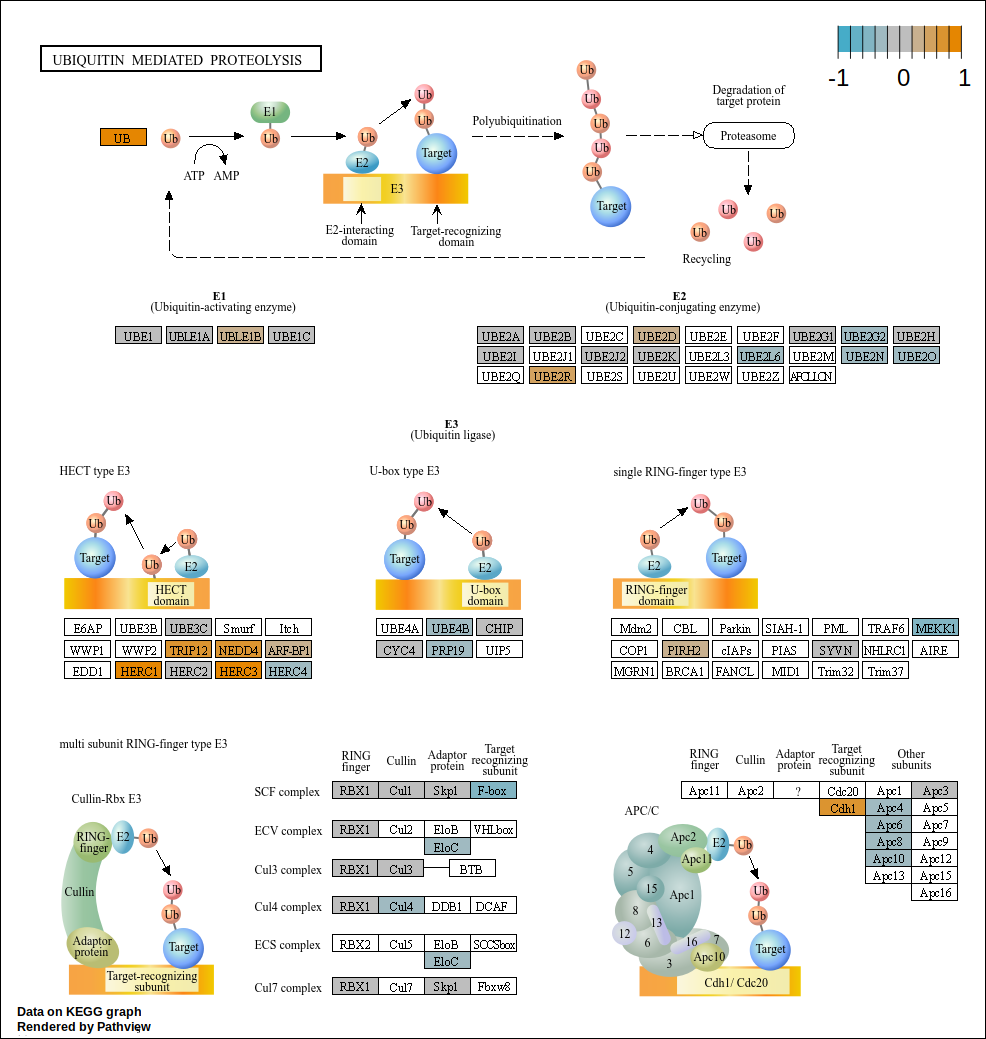 -1 0 1
UBIQUITIN MEDIATED PROTEOLYSIS
UB
Ub
ATP AMP
E1
Ub
Ub
E2
Ub
Ub
Target
E3
E2-interacting
domain
Target-recognizing
domain
Polyubiquitination
Ub
Ub
Ub
Ub
Ub
Target
Degradation of
target protein
Proteasome
Ub
Ub
Ub
Ub
Recycling
E1
(Ubiquitin-activating enzyme)
UBE1 UBLE1A UBLE1B UBE1C
E2
(Ubiquitin-conjugating enzyme)
UBE2A UBE2B UBE2C UBE2D UBE2E UBE2F UBE2G1 UBE2G2 UBE2H
UBE2I UBE2J1 UBE2J2 UBE2K UBE2L3 UBE2L6 UBE2M UBE2N UBE2O
UBE2Q UBE2R UBE2S UBE2U UBE2W UBE2Z AFCLLCN
E3
(Ubiquitin ligase)
HECT type E3
Ub
Ub
Target
Ub
Ub
E2
HECT
domain
E6AP UBE3B UBE3C Smurf Itch
WWP1 WWP2 TRIP12 NEDD4 ARF-BP1
EDD1 HERC1 HERC2 HERC3 HERC4
U-box type E3
Ub
Ub
Target
Ub
E2
U-box
domain
UBE4A UBE4B CHIP
CYC4 PRP19 UIP5
single RING-finger type E3
Ub
E2
Ub
Ub
Target
RING-finger
domain
Mdm2 CBL Parkin SIAH-1 PML TRAF6 MEKK1
COP1 PIRH2 cIAPs PIAS SYVN NHLRC1 AIRE
MGRN1 BRCA1 FANCL MID1 Trim32 Trim37
multi subunit RING-finger type E3
Cullin-Rbx E3
RING-
finger
E2
Ub
Cullin
Ub
Ub
Adaptor
protein
Target
Target-recognizing
subunit
RING
finger
Cullin
Adaptor
protein
Target
recognizing
subunit
SCF complex RBX1 Cul1 Skp1 F-box
ECV complex RBX1 Cul2 EloB VHLbox
EloC
Cul3 complex RBX1 Cul3 BTB
Cul4 complex RBX1 Cul4 DDB1 DCAF
ECS complex RBX2 Cul5 EloB SOCSbox
EloC
Cul7 complex RBX1 Cul7 Skp1 Fbxw8
RING
finger
Cullin
Adaptor
protein
Target
recognizing
subunit
Other
subunits
Apc11 Apc2 ? Cdc20 Apc1 Apc3
Cdh1 Apc4 Apc5
Apc6 Apc7
Apc8 Apc9
Apc10 Apc12
Apc13 Apc15
Apc16
APC/C
Apc2
E2
Ub
4
Apc11
5
15
Apc1
Ub
8
13
Ub
12
6
16
7
3
Apc10
Target
Cdh1/ Cdc20
Data on KEGG graph
Rendered by Pathview